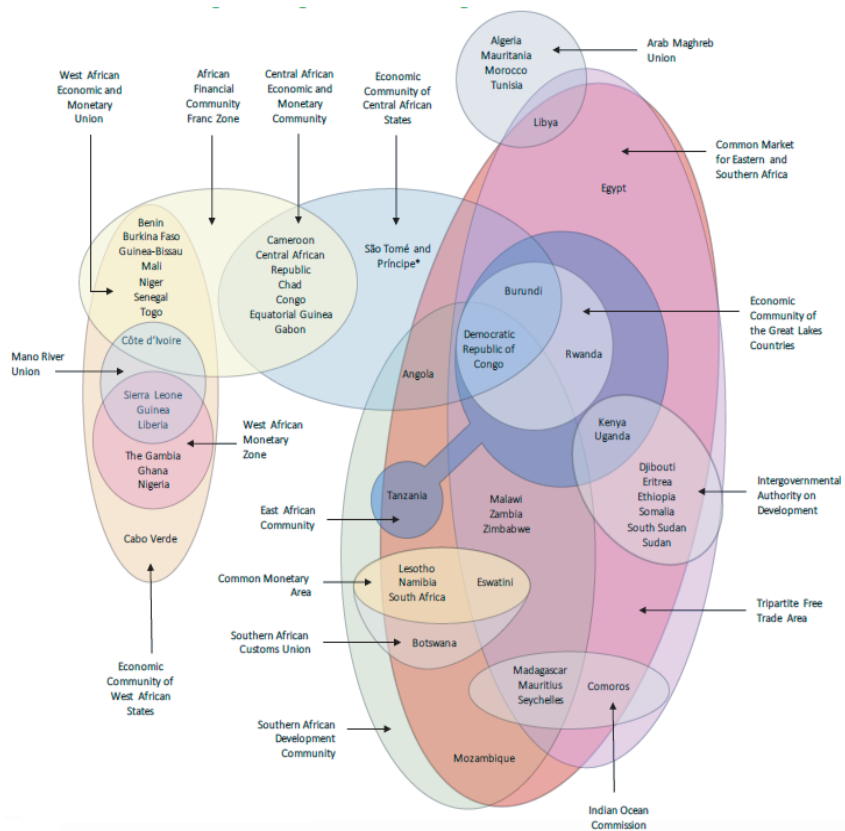 Algeria
Mauritania
Morocco
Tunisia
Arab Maghreb
Union
West African
Economic and
Monetary
Union
African
Financial
Community
Franc Zone
Central African
Economic and
Monetary
Community
Economic
Community of
Central African
States
Libya
Common Market
for Eastern and
Southern Africa
Egypt
Benin
Burkina Faso
Guinea-Bissau
Mali
Niger
Senegal
Togo
Cameroon
Central African
Republic
Chad
Congo
Equatorial Guinea
Gabon
São Tomé and
Príncipe*
Burundi
Economic
Community of
the Great Lakes
Countries
Mano River
Union
Côte d'Ivoire
Democratic
Republic of
Congo
Rwanda
Angola
Sierra Leone
Guinea
Liberia
West African
Monetary
Zone
Kenya
Uganda
The Gambia
Ghana
Nigeria
Djibouti
Eritrea
Ethiopia
Somalia
South Sudan
Sudan
Intergovernmental
Authority on
Development
Tanzania
Malawi
Zambia
Zimbabwe
East African
Community
Cabo Verde
Common Monetary
Area
Lesotho
Namibia
South Africa
Eswatini
Tripartite Free
Trade Area
Southern African
Customs Union
Botswana
Economic
Community of
West African
States
Madagascar
Mauritius
Seychelles
Comoros
Southern African
Development
Community
Mozambique
Indian Ocean
Commission